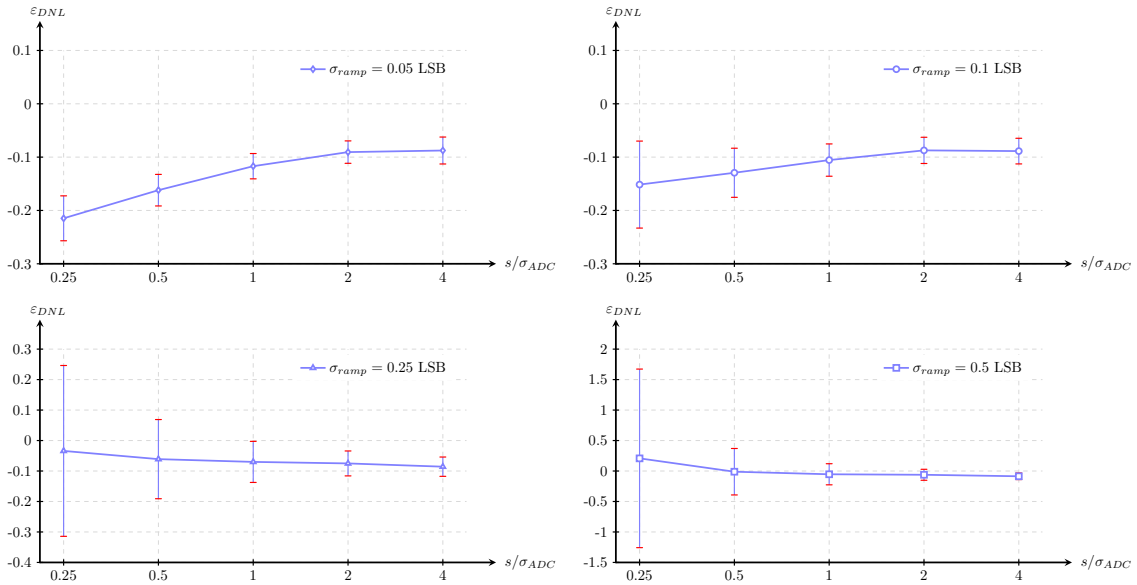 ε_DNL
0.1
0
-0.1
-0.2
-0.3
0.25 0.5 1 2 4
s/σ_ADC
σ_ramp = 0.05 LSB
ε_DNL
0.1
0
-0.1
-0.2
-0.3
0.25 0.5 1 2 4
s/σ_ADC
σ_ramp = 0.1 LSB
ε_DNL
0.3
0.2
0.1
0
-0.1
-0.2
-0.3
-0.4
0.25 0.5 1 2 4
s/σ_ADC
σ_ramp = 0.25 LSB
ε_DNL
2
1.5
1
0.5
0
-0.5
-1
-1.5
0.25 0.5 1 2 4
s/σ_ADC
σ_ramp = 0.5 LSB